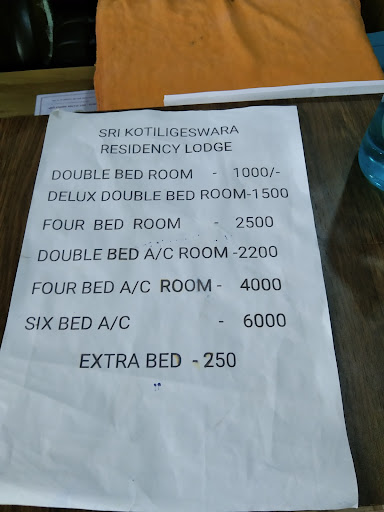 SRI KOTILIGESWARA
RESIDENCY LODGE
DOUBLE BED ROOM - 1000/-
DELUX DOUBLE BED ROOM-1500
FOUR BED ROOM - 2500
DOUBLE BED A/C ROOM -2200
FOUR BED A/C ROOM - 4000
SIX BED A/C - 6000
EXTRA BED - 250